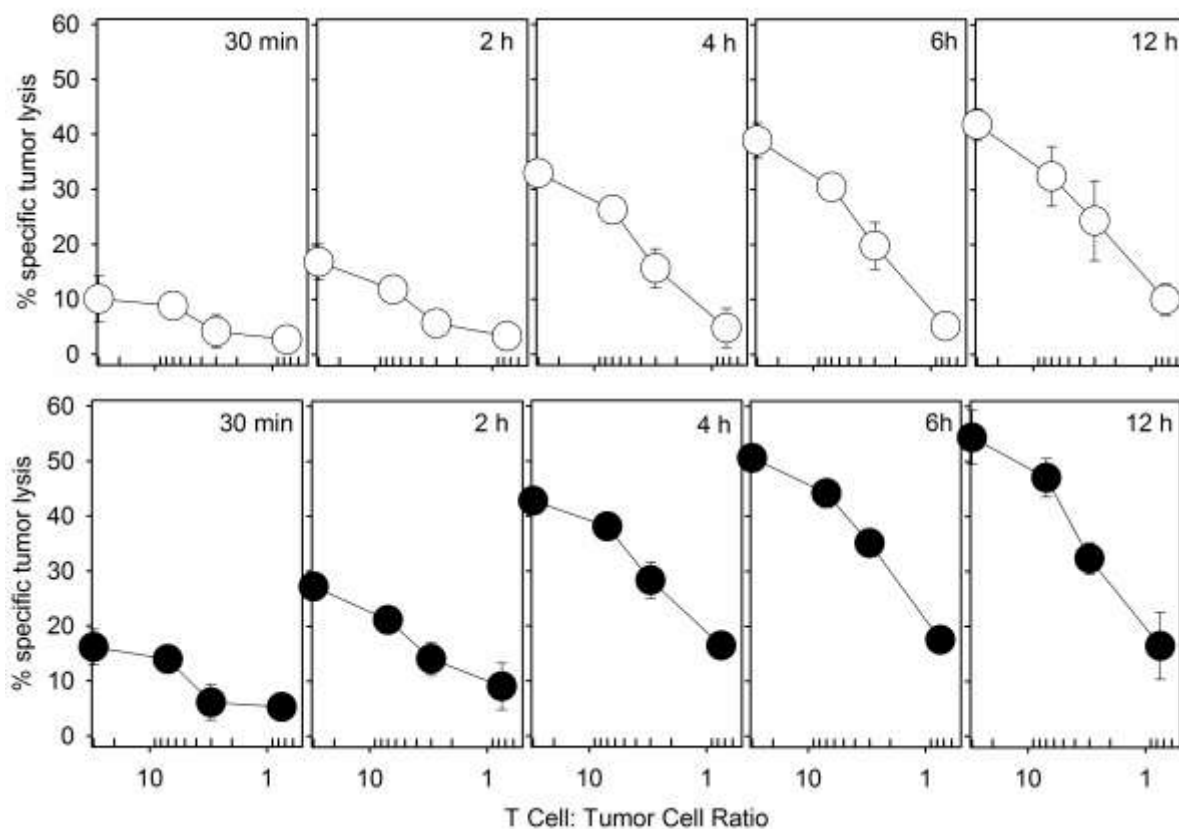 60
50
40
30
20
10
0
% specific tumor lysis
30 min
2 h
4 h
6h
12 h
60
50
40
30
20
10
0
% specific tumor lysis
30 min
2 h
4 h
6h
12 h
10 1 10 1 10 1 10 1 10 1
T Cell: Tumor Cell Ratio